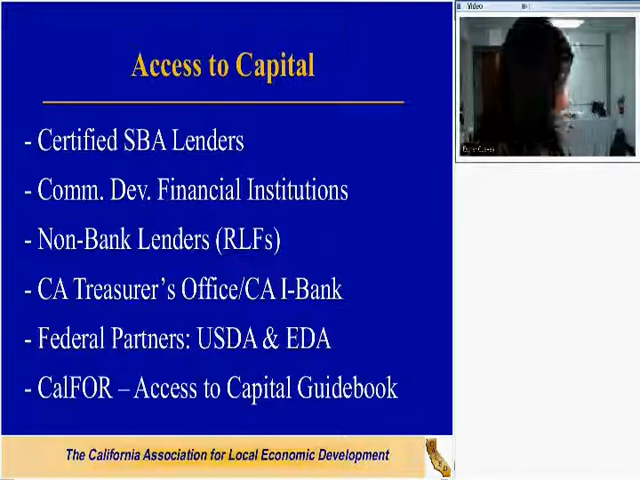 Access to Capital
- Certified SBA Lenders
- Comm. Dev. Financial Institutions
- Non-Bank Lenders (RLFs)
- CA Treasurer's Office/CA I-Bank
- Federal Partners: USDA & EDA
- CalFOR – Access to Capital Guidebook
The California Association for Local Economic Development
Video